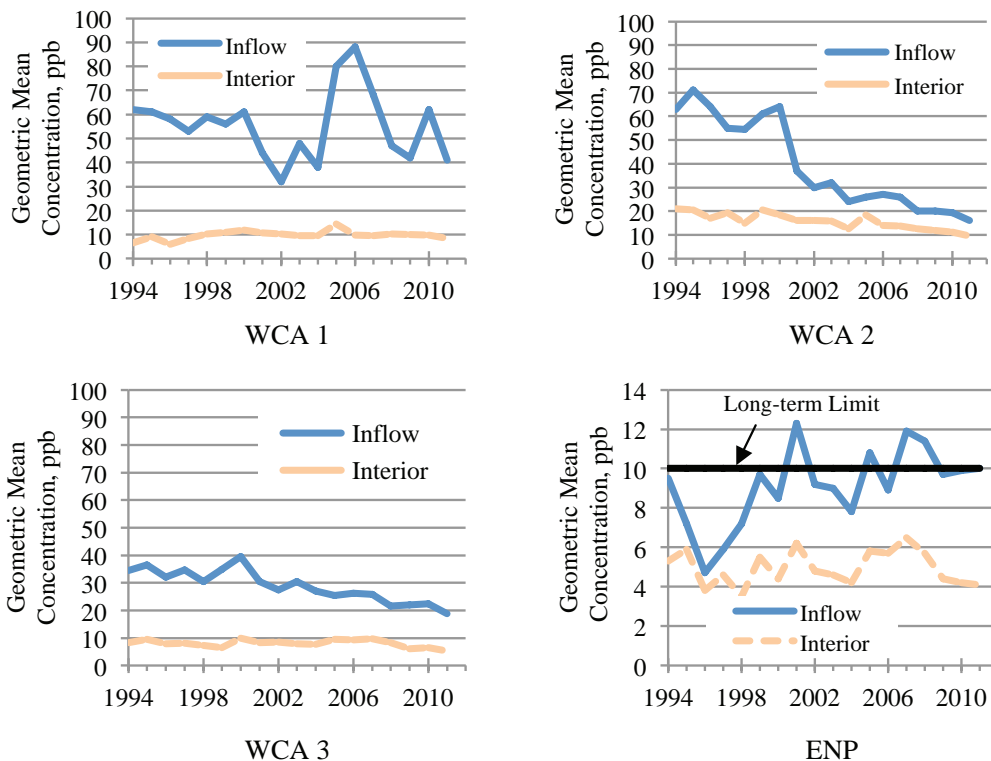 Geometric Mean
Concentration, ppb
100
90
80
70
60
50
40
30
20
10
0
Inflow
Interior
1994 1998 2002 2006 2010
WCA 1
Geometric Mean
Concentration, ppb
100
90
80
70
60
50
40
30
20
10
0
Inflow
Interior
1994 1998 2002 2006 2010
WCA 2
Geometric Mean
Concentration, ppb
100
90
80
70
60
50
40
30
20
10
0
Inflow
Interior
1994 1998 2002 2006 2010
WCA 3
Geometric Mean
Concentration, ppb
14
12
10
8
6
4
2
0
Long-term Limit
Inflow
Interior
1994 1998 2002 2006 2010
ENP